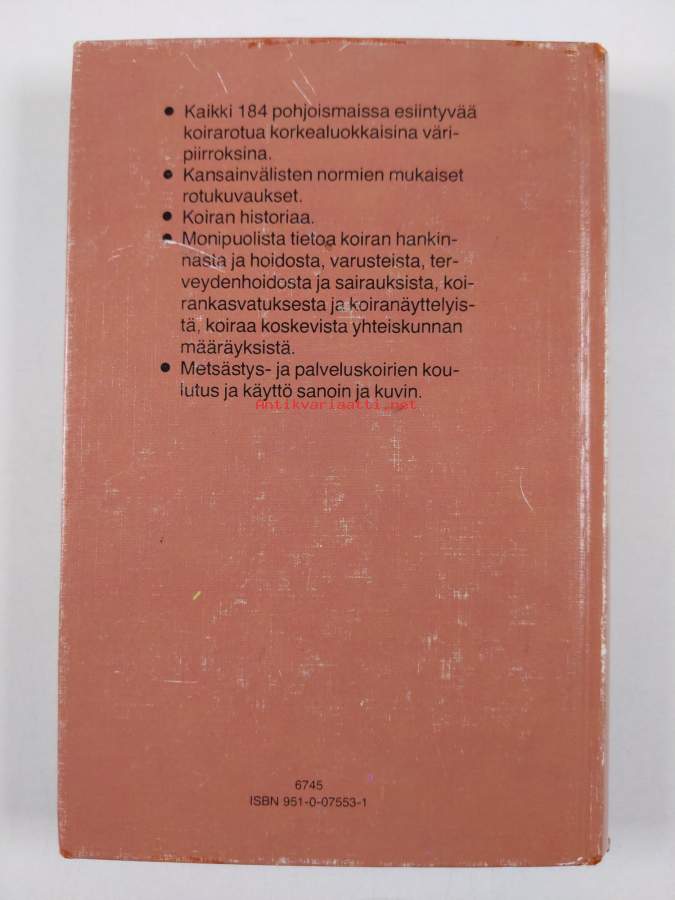 • Kaikki 184 pohjoismaissa esiintyvää
koirarotua korkealuokkaisina väri-
piirroksina.
• Kansainvälisten normien mukaiset
rotukuvaukset.
• Koiran historiaa.
• Monipuolista tietoa koiran hankin-
nasta ja hoidosta, varusteista, ter-
veydenhoidosta ja sairauksista, koi-
rankasvatuksesta ja koiranäyttelyis-
tä, koiraa koskevista yhteiskunnan
määräyksistä.
• Metsästys- ja palveluskoirien kou-
lutus ja käyttö sanoin ja kuvin.
Antikvariaatti.net
6745
ISBN 951-0-07553-1